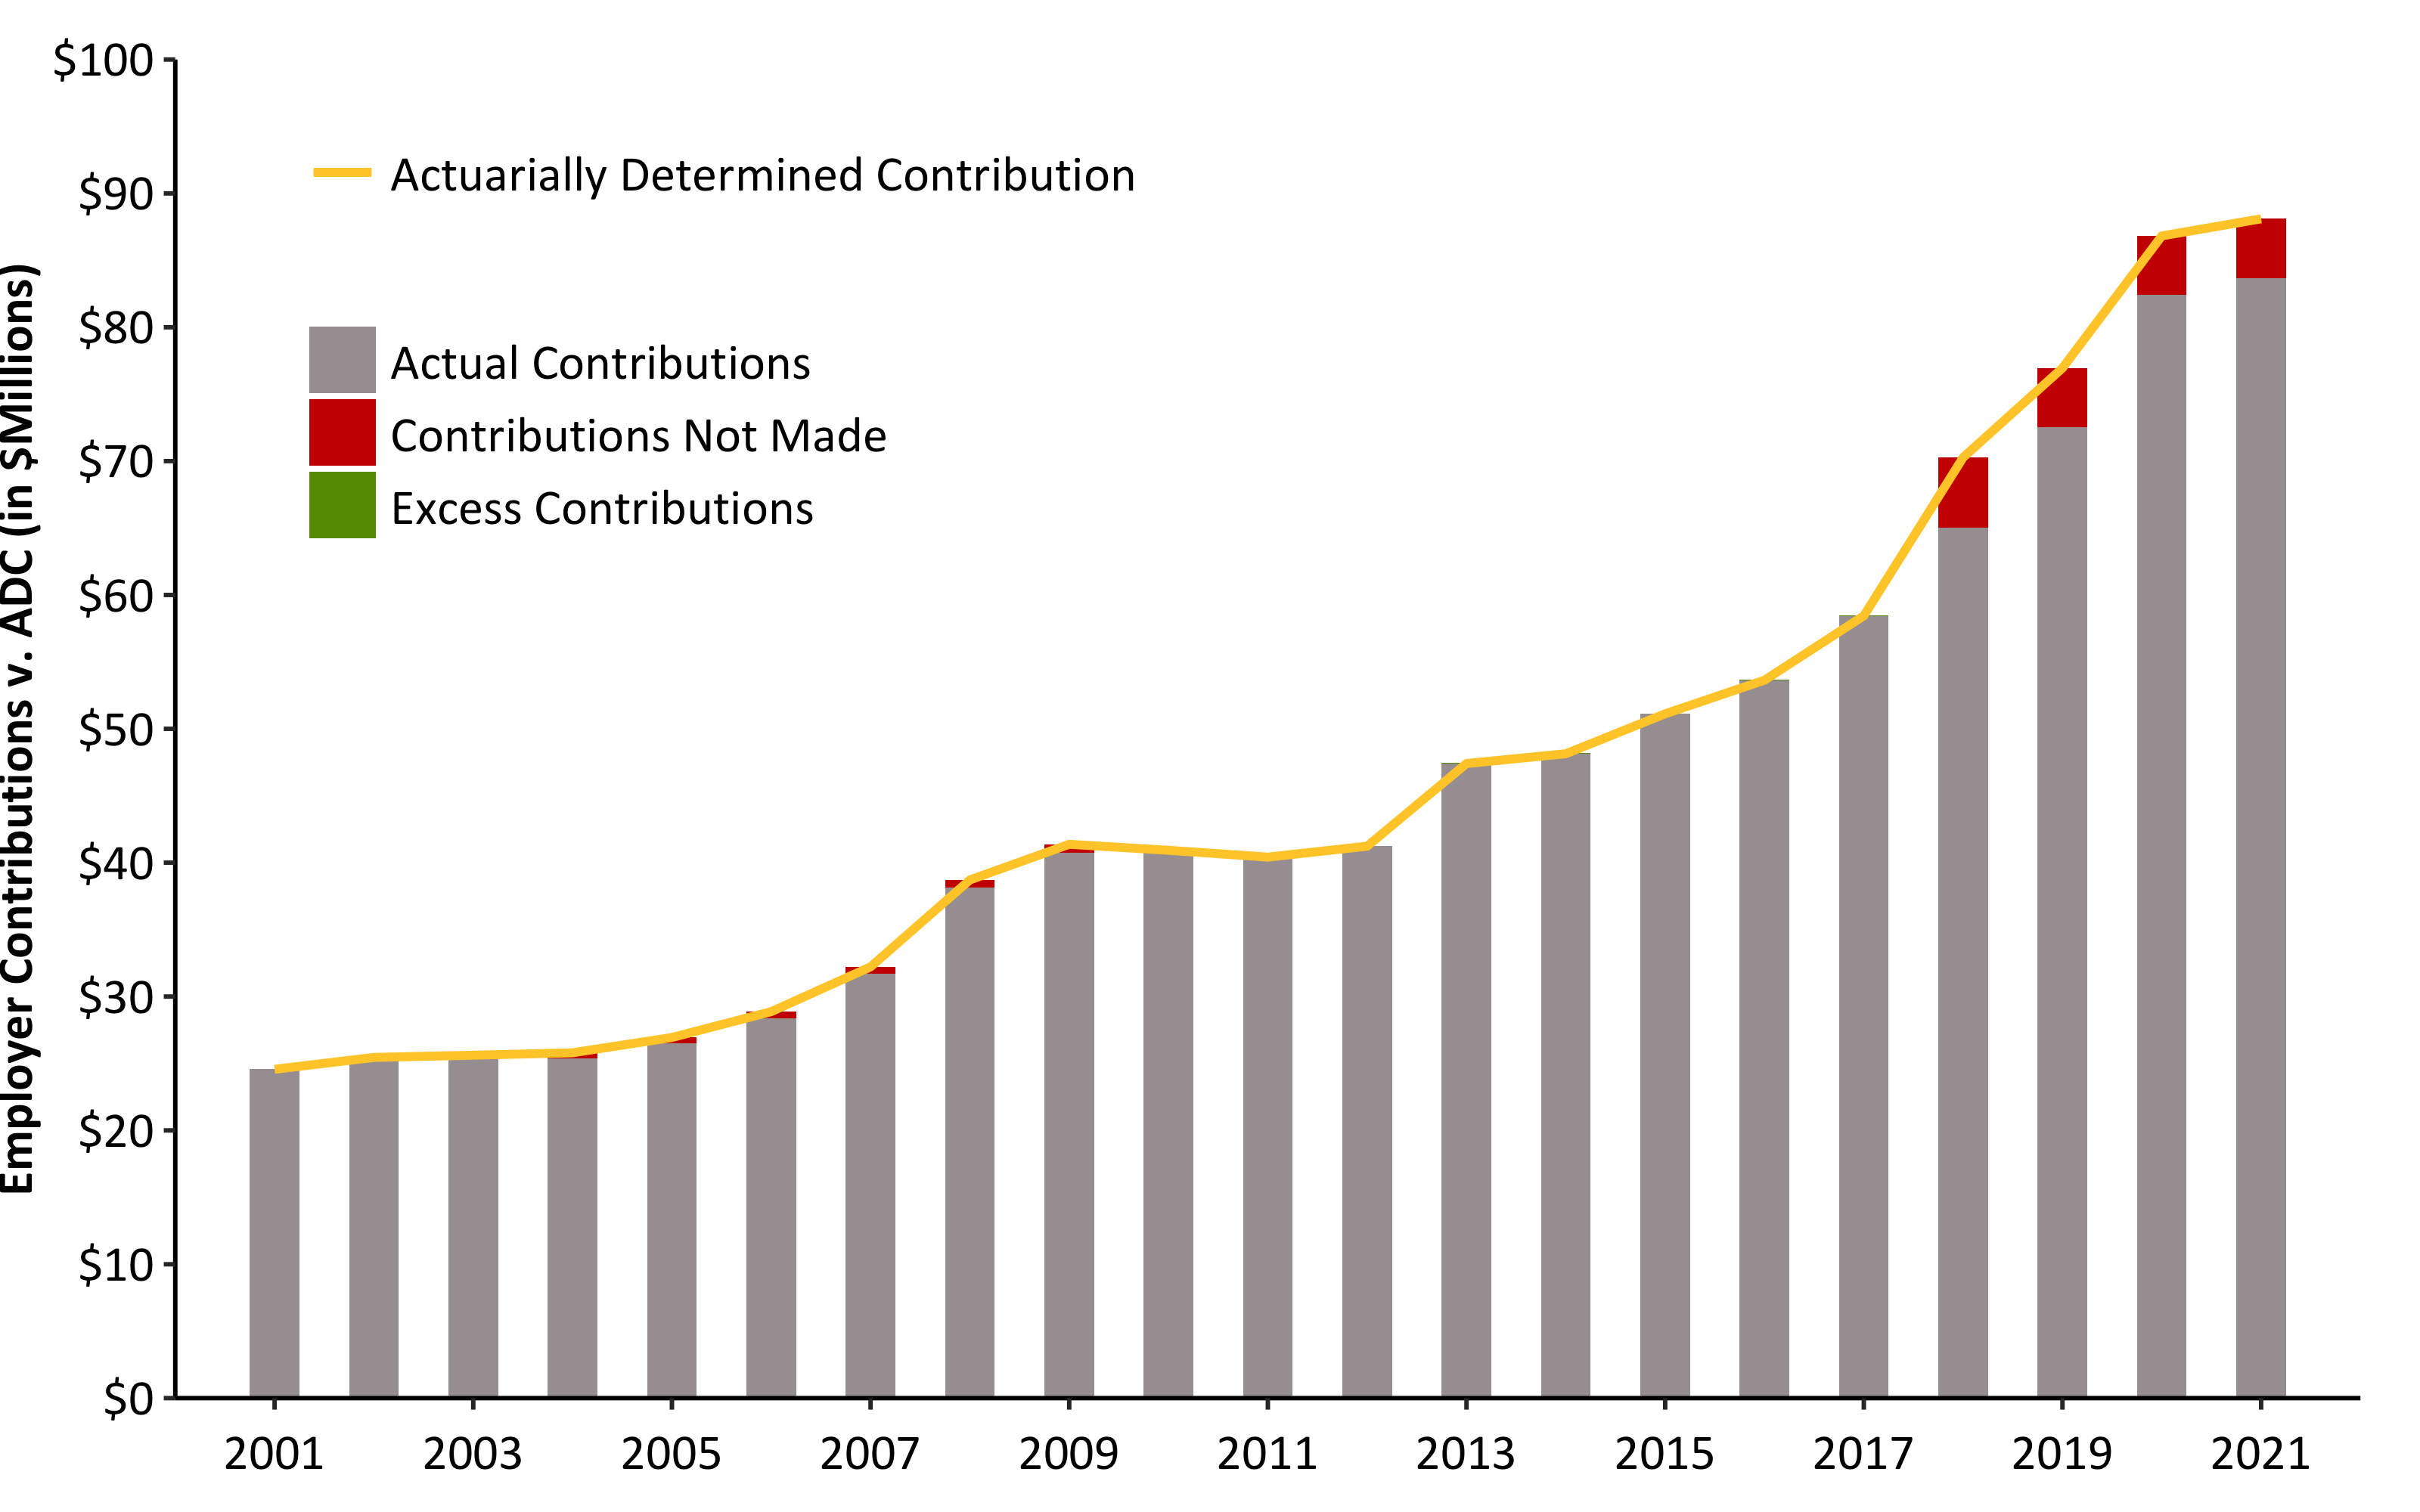 Employer Contributions v. ADC (in $Millions)
$100
$90
$80
$70
$60
$50
$40
$30
$20
$10
$0
Actuarially Determined Contribution
Actual Contributions
Contributions Not Made
Excess Contributions
2001 2003 2005 2007 2009 2011 2013 2015 2017 2019 2021